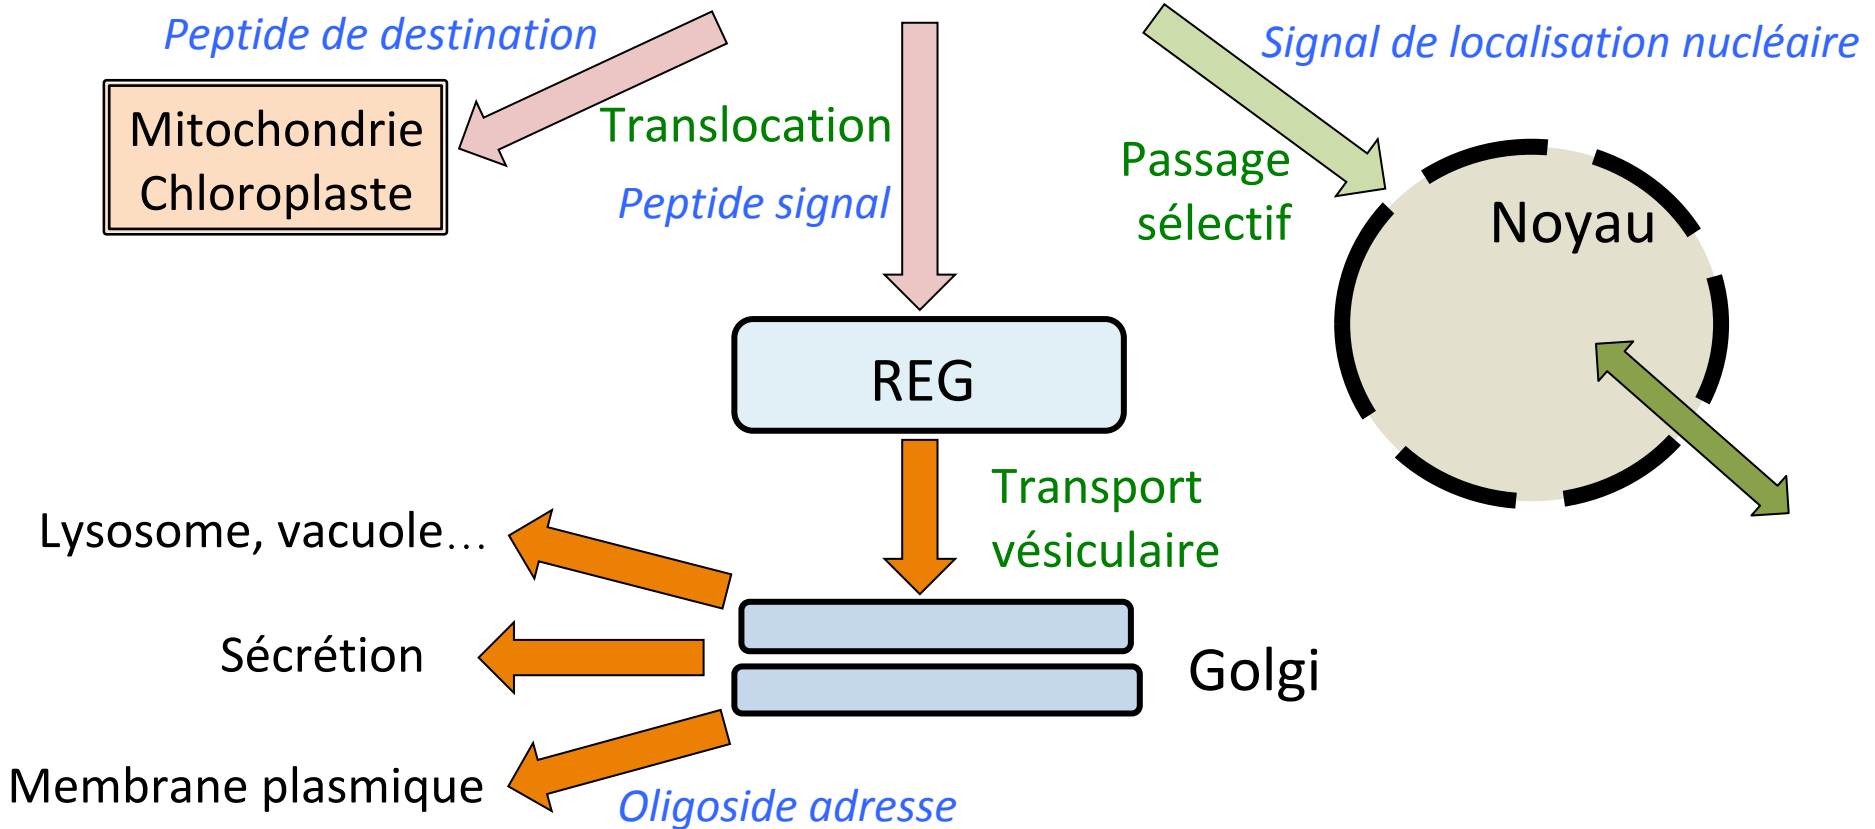 Peptide de destination
Signal de localisation nucléaire
Mitochondrie
Chloroplaste
Translocation
Peptide signal
Passage
sélectif
Noyau
REG
Transport
vésiculaire
Lysosome, vacuole…
Sécrétion
Golgi
Membrane plasmique
Oligoside adresse